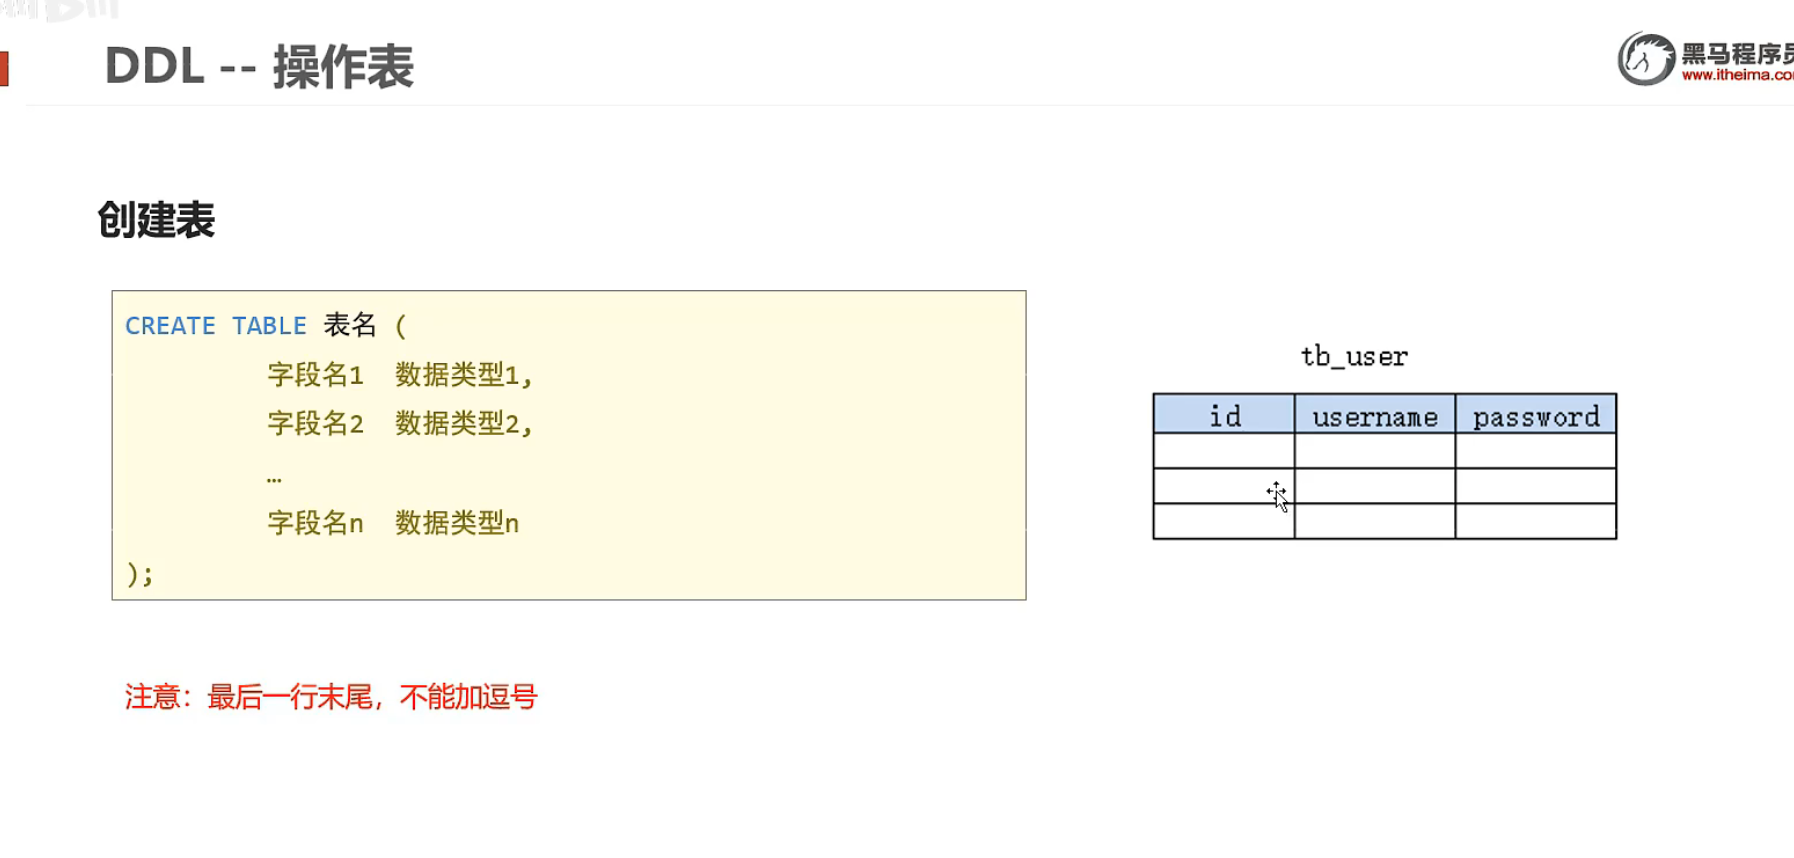 DDL -- 操作表
黑马程序员
www.itheima.co
创建表
CREATE TABLE 表名 (
字段名1 数据类型1,
字段名2 数据类型2,
…
字段名n 数据类型n
);
tb_user
id username password
注意：最后一行末尾，不能加逗号